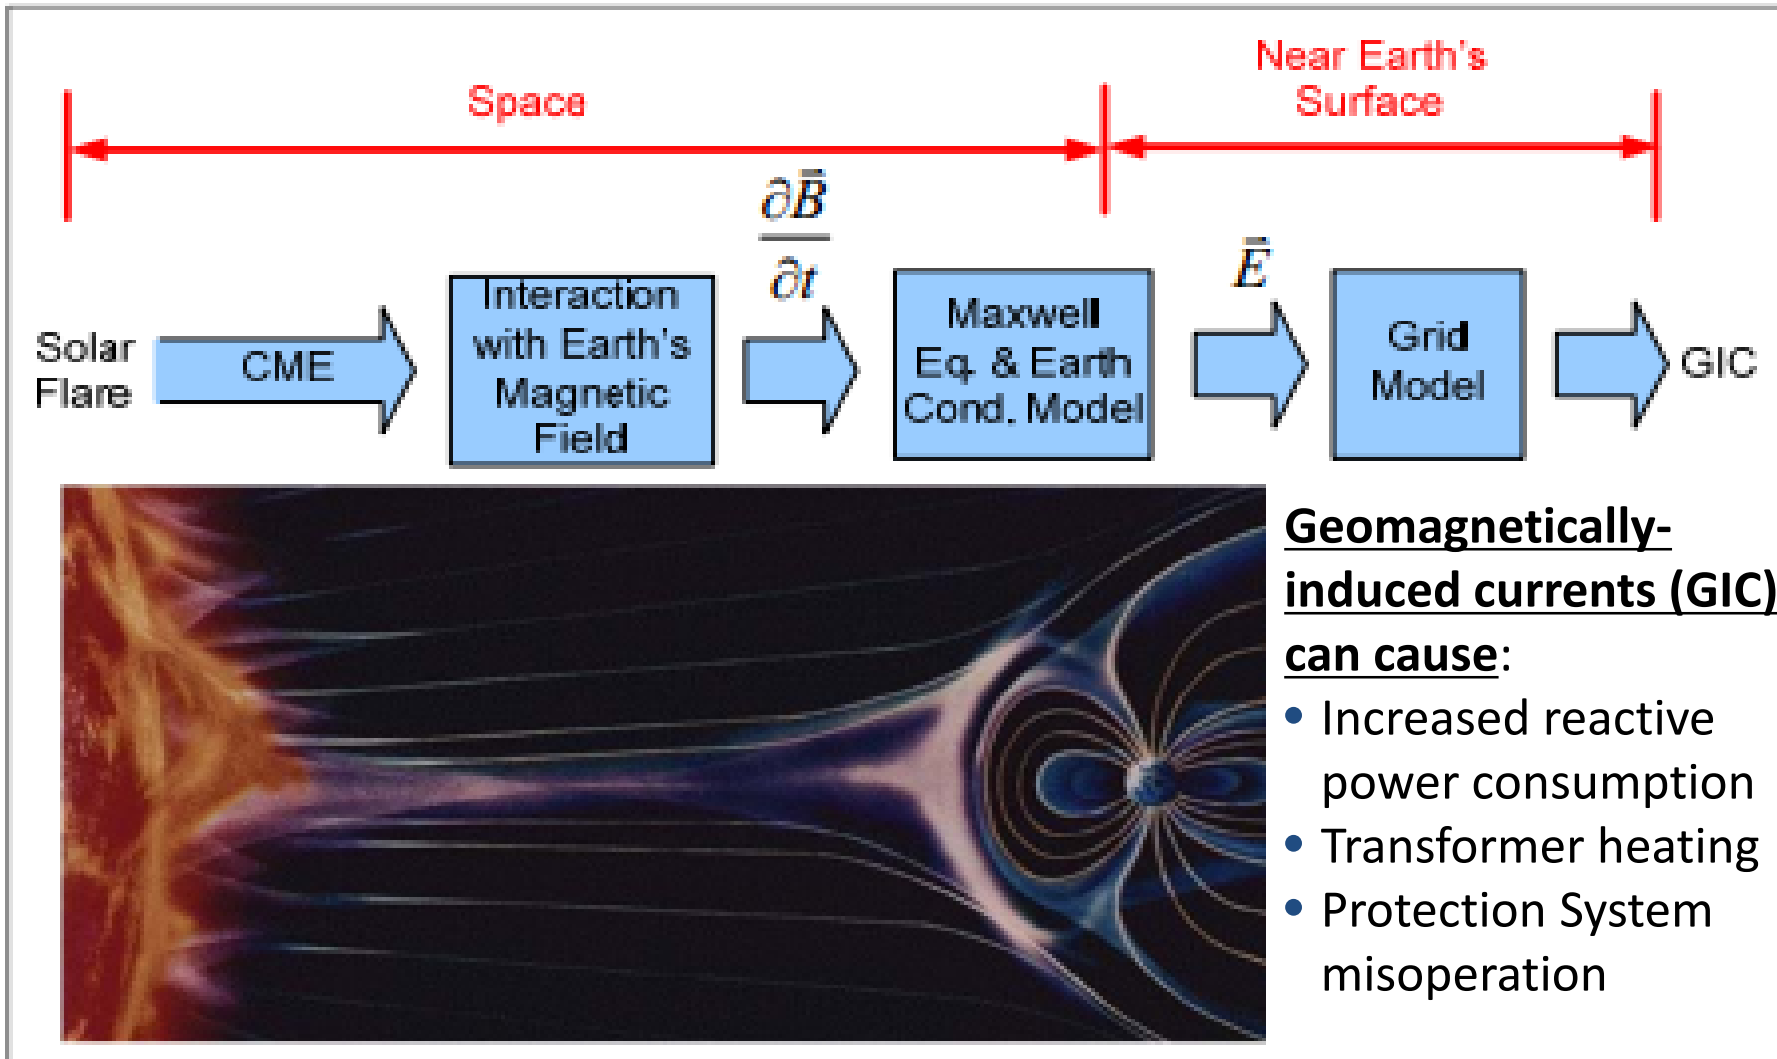 Space
Near Earth's
Surface
∂B̄
∂t
Ē
Solar
Flare
CME
Interaction
with Earth's
Magnetic
Field
Maxwell
Eq. & Earth
Cond. Model
Grid
Model
GIC
Geomagnetically-
induced currents (GIC)
can cause:
• Increased reactive
power consumption
• Transformer heating
• Protection System
misoperation